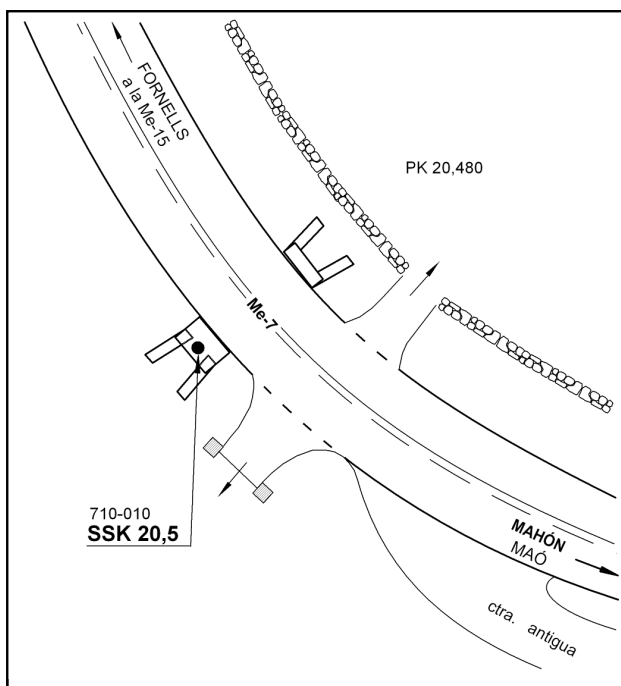 FORNELLS
a la Me-15
PK 20,480
Me-7
710-010
SSK 20,5
MAHÓN
MAÓ
ctra. antigua